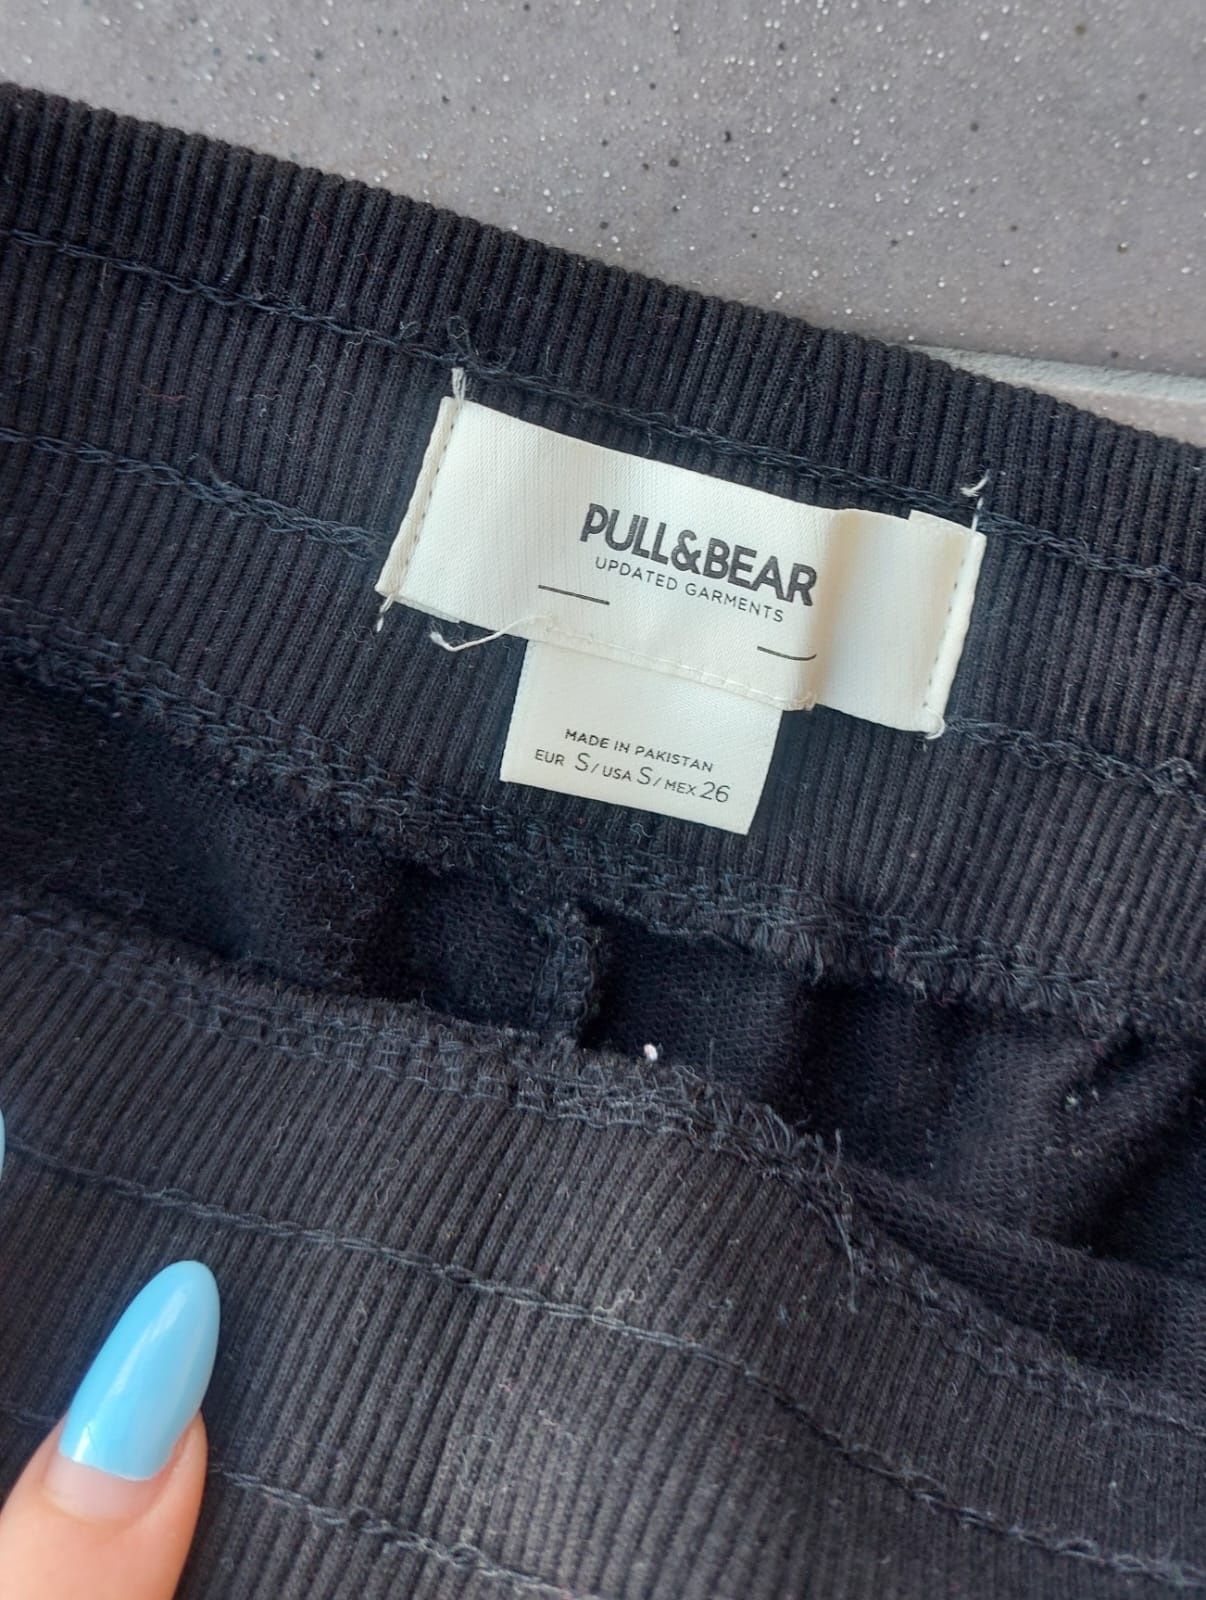 PULL&BEAR
UPDATED GARMENTS
MADE IN PAKISTAN
EUR S/USA S/MEX 26